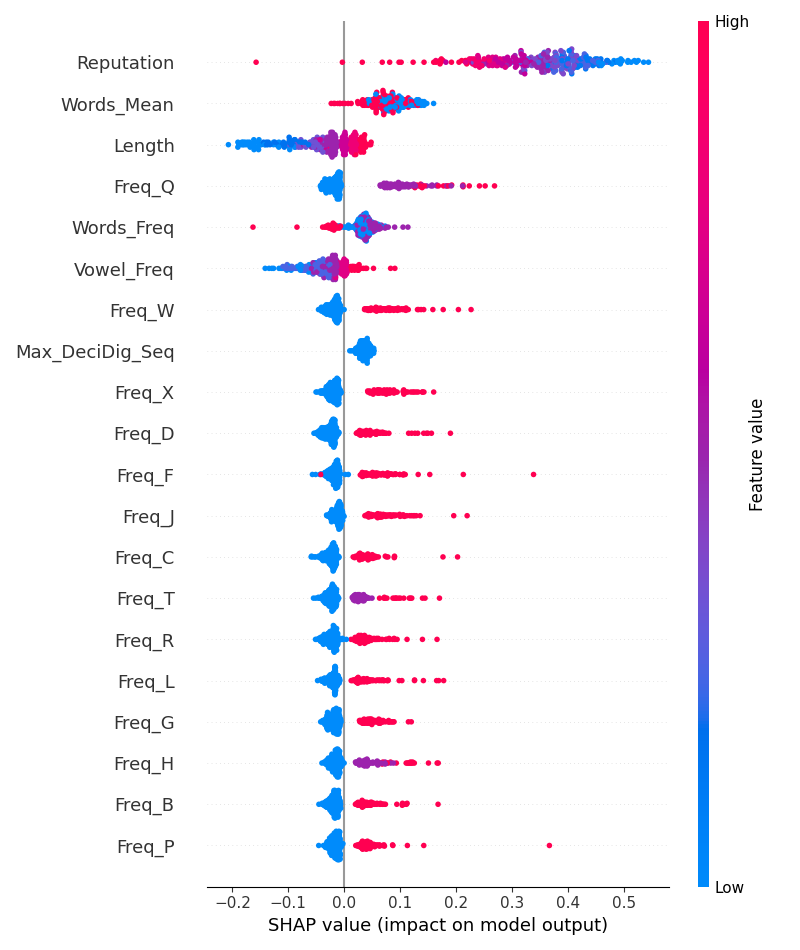 High
Reputation
Words_Mean
Length
Freq_Q
Words_Freq
Vowel_Freq
Freq_W
Max_DeciDig_Seq
Freq_X
Freq_D
Freq_F
Freq_J
Freq_C
Freq_T
Freq_R
Freq_L
Freq_G
Freq_H
Freq_B
Freq_P
Feature value
Low
−0.2 −0.1 0.0 0.1 0.2 0.3 0.4 0.5
SHAP value (impact on model output)